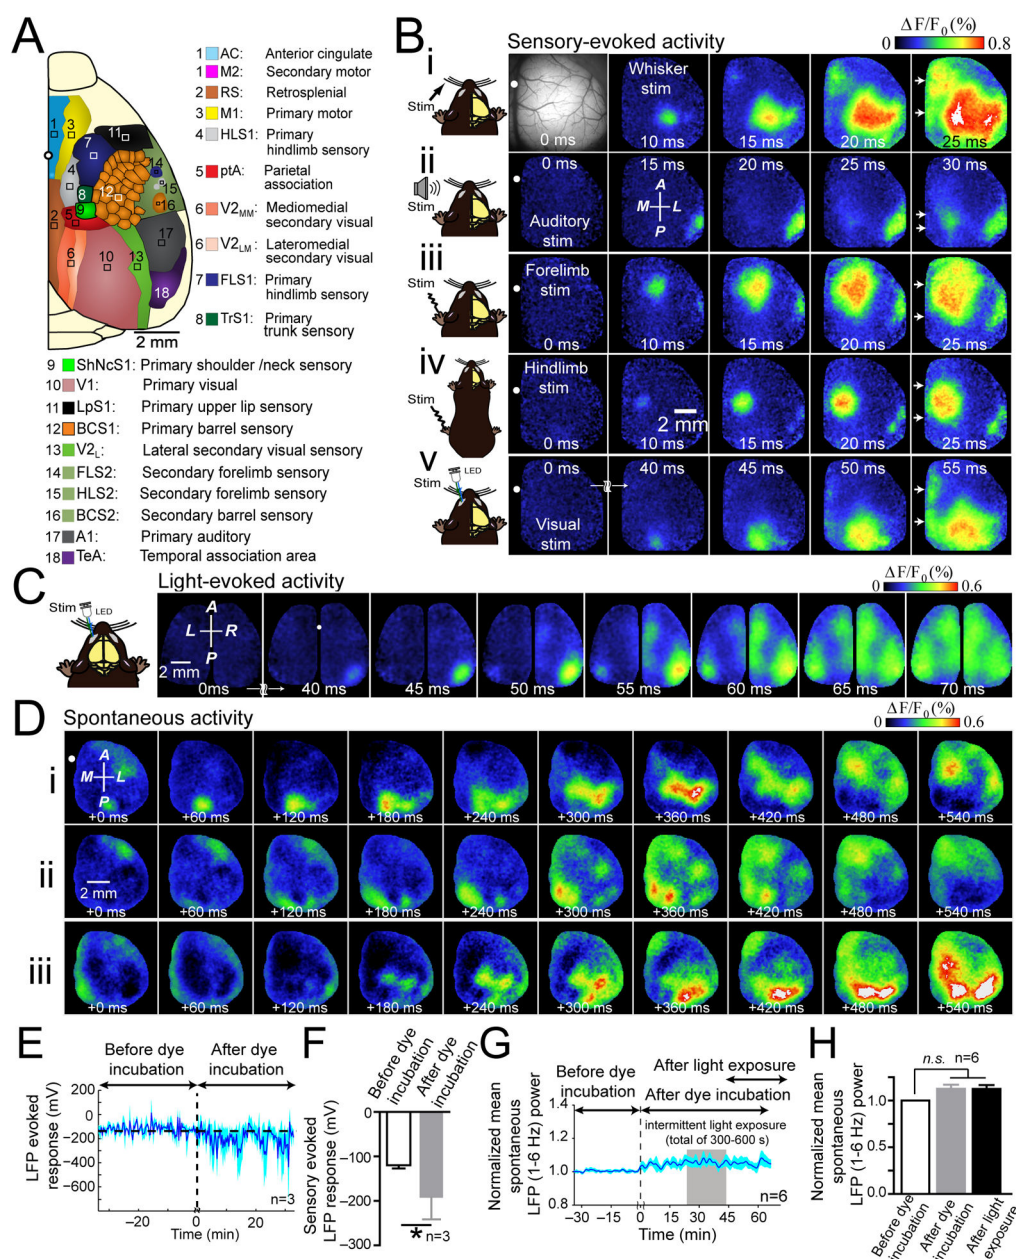 A
1 AC: Anterior cingulate
1 M2: Secondary motor
2 RS: Retrosplenial
3 M1: Primary motor
4 HLS1: Primary
hindlimb sensory
5 ptA: Parietal
association
6 V2MM: Mediomedial
secondary visual
6 V2LM: Lateromedial
secondary visual
7 FLS1: Primary
hindlimb sensory
8 TrS1: Primary
trunk sensory
1 3 11 7 4 14 15 12 8 16 9 2 5 17 6 10 13 18
2 mm
9 ShNcS1: Primary shoulder /neck sensory
10 V1: Primary visual
11 LpS1: Primary upper lip sensory
12 BCS1: Primary barrel sensory
13 V2L: Lateral secondary visual sensory
14 FLS2: Secondary forelimb sensory
15 HLS2: Secondary forelimb sensory
16 BCS2: Secondary barrel sensory
17 A1: Primary auditory
18 TeA: Temporal association area
B
Sensory-evoked activity
ΔF/F0 (%)
0 0.8
i
Stim
Whisker
stim
0 ms 10 ms 15 ms 20 ms 25 ms
ii
Stim
0 ms 15 ms 20 ms 25 ms 30 ms
A
M L
P
Auditory
stim
iii
Stim
Forelimb
stim
0 ms 10 ms 15 ms 20 ms 25 ms
iv
Stim
Hindlimb
stim
2 mm
0 ms 10 ms 15 ms 20 ms 25 ms
v
Stim LED
0 ms 40 ms 45 ms 50 ms 55 ms
Visual
stim
C
Light-evoked activity
ΔF/F0 (%)
0 0.6
Stim
LED
A
L R
P
2 mm
0ms 40 ms 45 ms 50 ms 55 ms 60 ms 65 ms 70 ms
D
Spontaneous activity
ΔF/F0 (%)
0 0.6
i
A
M L
P
+0 ms +60 ms +120 ms +180 ms +240 ms +300 ms +360 ms +420 ms +480 ms +540 ms
ii
2 mm
+0 ms +60 ms +120 ms +180 ms +240 ms +300 ms +360 ms +420 ms +480 ms +540 ms
iii
+0 ms +60 ms +120 ms +180 ms +240 ms +300 ms +360 ms +420 ms +480 ms +540 ms
E
Before dye
incubation
After dye
incubation
LFP evoked
response (mV)
200
0
−200
−400
−600
n=3
−20 0 20
Time (min)
F
Before dye
incubation
After dye
incubation
Sensory evoked
LFP response (mV)
0
-100
-200
-300
* n=3
G
After light exposure
Before dye
incubation
After dye incubation
intermittent light exposure
(total of 300-600 s)
Normalized mean
spontaneous
LFP (1-6 Hz) power
1.4
1.2
1.0
0.8
n=6
−30 −15 0 15 30 45 60
Time (min)
H
n.s. n=6
Normalized mean
spontaneous
LFP (1-6 Hz) power
1.0
0.5
0.0
Before dye
incubation
After dye
incubation
After light
exposure